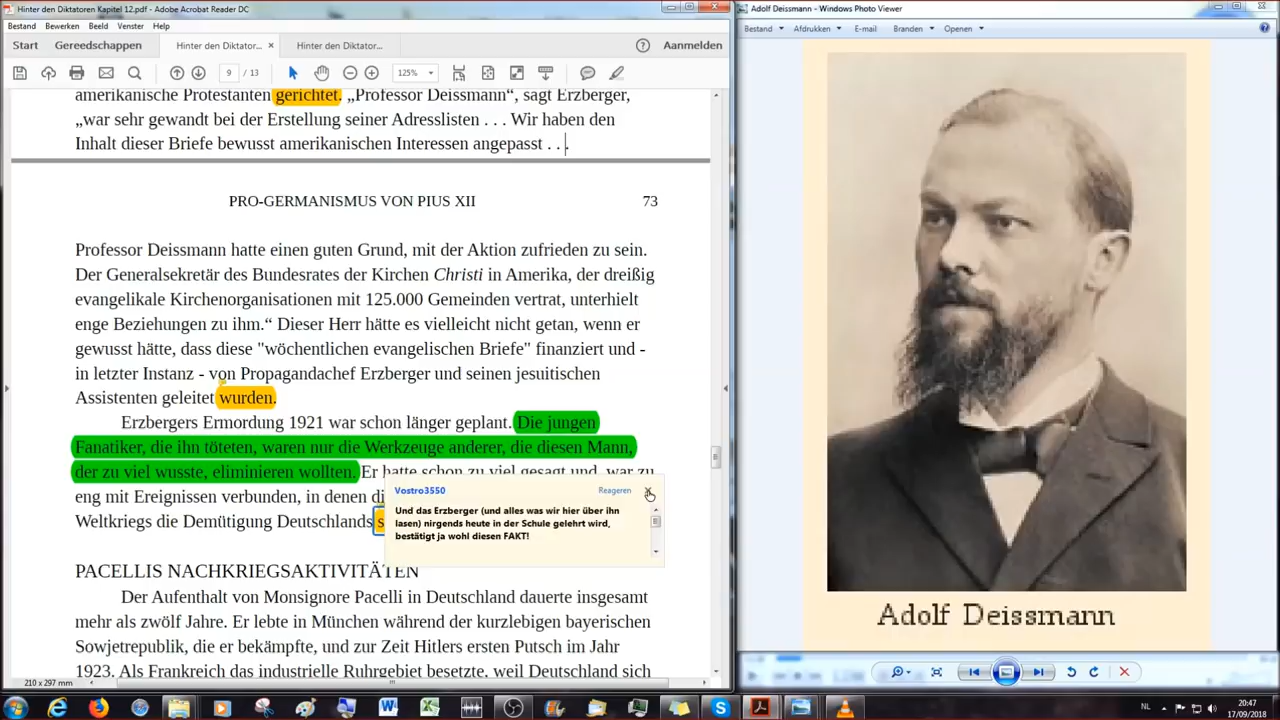 Hinter den Diktatoren Kapitel 12.pdf - Adobe Acrobat Reader DC
Bestand Bewerken Beeld Venster Help
Start Gereedschappen Hinter den Diktator... × Hinter den Diktator... Aanmelden
9 / 13 125%
amerikanische Protestanten gerichtet. „Professor Deissmann“, sagt Erzberger,
„war sehr gewandt bei der Erstellung seiner Adresslisten . . . Wir haben den
Inhalt dieser Briefe bewusst amerikanischen Interessen angepasst . . .
PRO-GERMANISMUS VON PIUS XII 73
Professor Deissmann hatte einen guten Grund, mit der Aktion zufrieden zu sein.
Der Generalsekretär des Bundesrates der Kirchen Christi in Amerika, der dreißig
evangelikale Kirchenorganisationen mit 125.000 Gemeinden vertrat, unterhielt
enge Beziehungen zu ihm.“ Dieser Herr hätte es vielleicht nicht getan, wenn er
gewusst hätte, dass diese "wöchentlichen evangelischen Briefe" finanziert und -
in letzter Instanz - von Propagandachef Erzberger und seinen jesuitischen
Assistenten geleitet wurden.
Erzbergers Ermordung 1921 war schon länger geplant. Die jungen
Fanatiker, die ihn töteten, waren nur die Werkzeuge anderer, die diesen Mann,
der zu viel wusste, eliminieren wollten. Er hatte schon zu viel gesagt und war zu
eng mit Ereignissen verbunden, in denen di
Weltkriegs die Demütigung Deutschlands s
Vostro3550 Reageren
Und das Erzberger (und alles was wir hier über ihn
lasen) nirgends heute in der Schule gelehrt wird,
bestätigt ja wohl diesen FAKT!
PACELLIS NACHKRIEGSAKTIVITÄTEN
Der Aufenthalt von Monsignore Pacelli in Deutschland dauerte insgesamt
mehr als zwölf Jahre. Er lebte in München während der kurzlebigen bayerischen
Sowjetrepublik, die er bekämpfte, und zur Zeit Hitlers ersten Putsch im Jahr
1923. Als Frankreich das industrielle Ruhrgebiet besetzte, weil Deutschland sich
210 x 297 mm
Adolf Deissmann - Windows Photo Viewer
Bestand Afdrukken E-mail Branden Openen
Adolf Deissmann
NL
20:47
17/09/2018